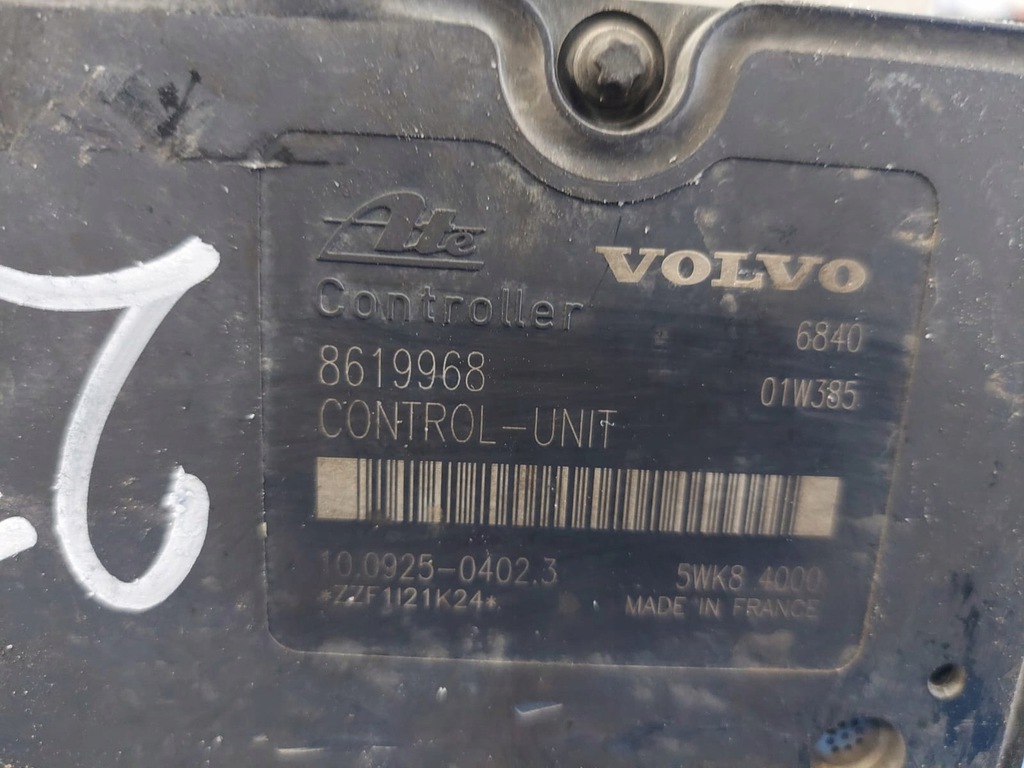 Ate
VOLVO
Controller
6840
8619968
01W385
CONTROL-UNIT
10.0925-0402.3
5WK8 4000
*ZZF1I21K24*
MADE IN FRANCE